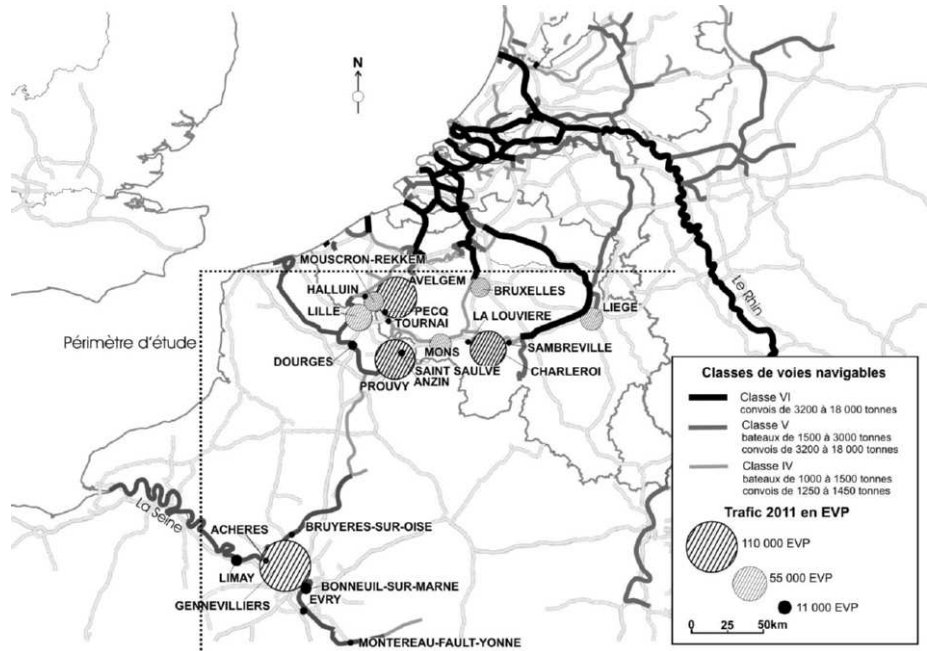 N
MOUSCRON-REKKEM
AVELGEM
HALLUIN
BRUXELLES
LILLE
PECQ
LA LOUVIERE
LIEGE
TOURNAI
Le Rhin
Périmètre d'étude
DOURGES
MONS
SAMBREVILLE
SAINT SAULVE
CHARLEROI
PROUVY
ANZIN
La Seine
ACHERES
BRUYERES-SUR-OISE
LIMAY
BONNEUIL-SUR-MARNE
GENNEVILLIERS
EVRY
MONTEREAU-FAULT-YONNE
Classes de voies navigables
Classe VI
convois de 3200 à 18 000 tonnes
Classe V
bateaux de 1500 à 3000 tonnes
convois de 3200 à 18 000 tonnes
Classe IV
bateaux de 1000 à 1500 tonnes
convois de 1250 à 1450 tonnes
Trafic 2011 en EVP
110 000 EVP
55 000 EVP
11 000 EVP
0 25 50km